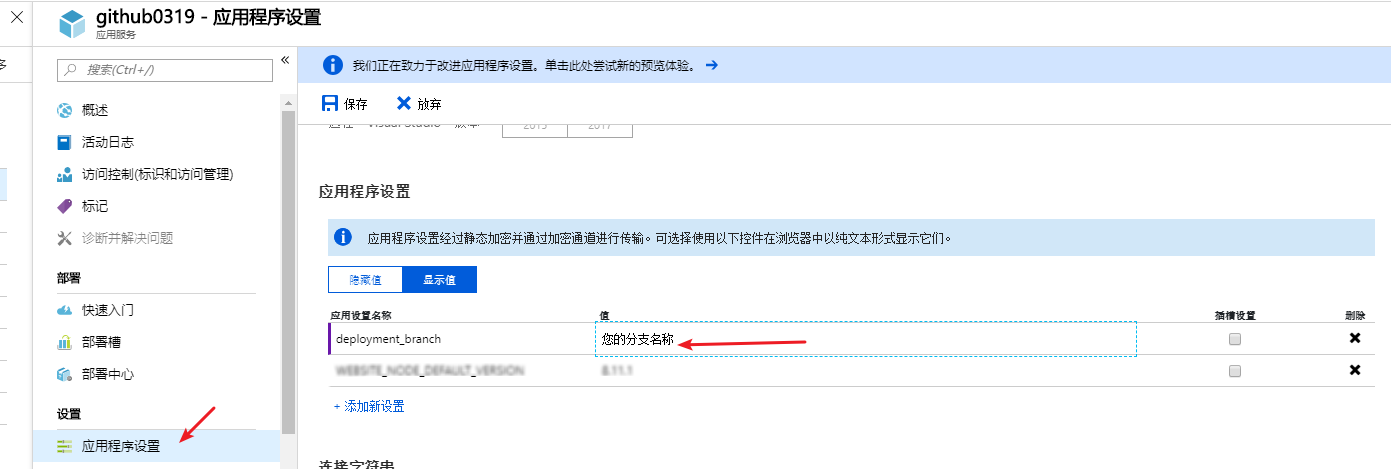 github0319 - 应用程序设置
应用服务
多
搜索(Ctrl+/)
«
概述
活动日志
访问控制(标识和访问管理)
标记
诊断并解决问题
部署
快速入门
部署槽
部署中心
设置
应用程序设置
我们正在致力于改进应用程序设置。单击此处尝试新的预览体验。 →
保存
放弃
远程 Visual Studio 版本
2015
2017
应用程序设置
应用程序设置经过静态加密并通过加密通道进行传输。可选择使用以下控件在浏览器中以纯文本形式显示它们。
隐藏值
显示值
应用设置名称 值 插槽设置 删除
deployment_branch 您的分支名称
WEBSITE_NODE_DEFAULT_VERSION 8.11.1
+ 添加新设置
连接字符串